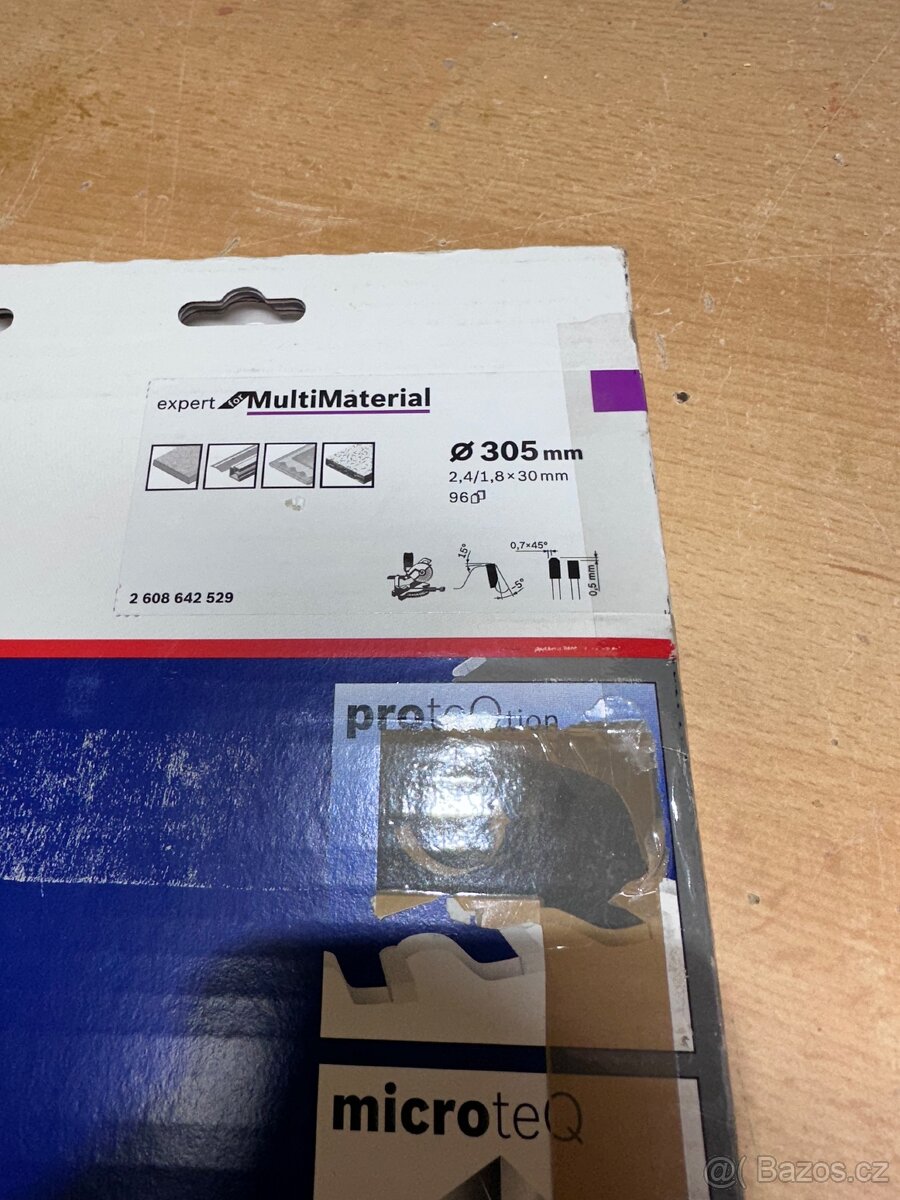 expert for MultiMaterial
Ø 305 mm
2,4/1,8×30 mm
96
0,7×45°
15°
5°
0,5 mm
2 608 642 529
proteQtion
microteQ
@( Bazos.cz